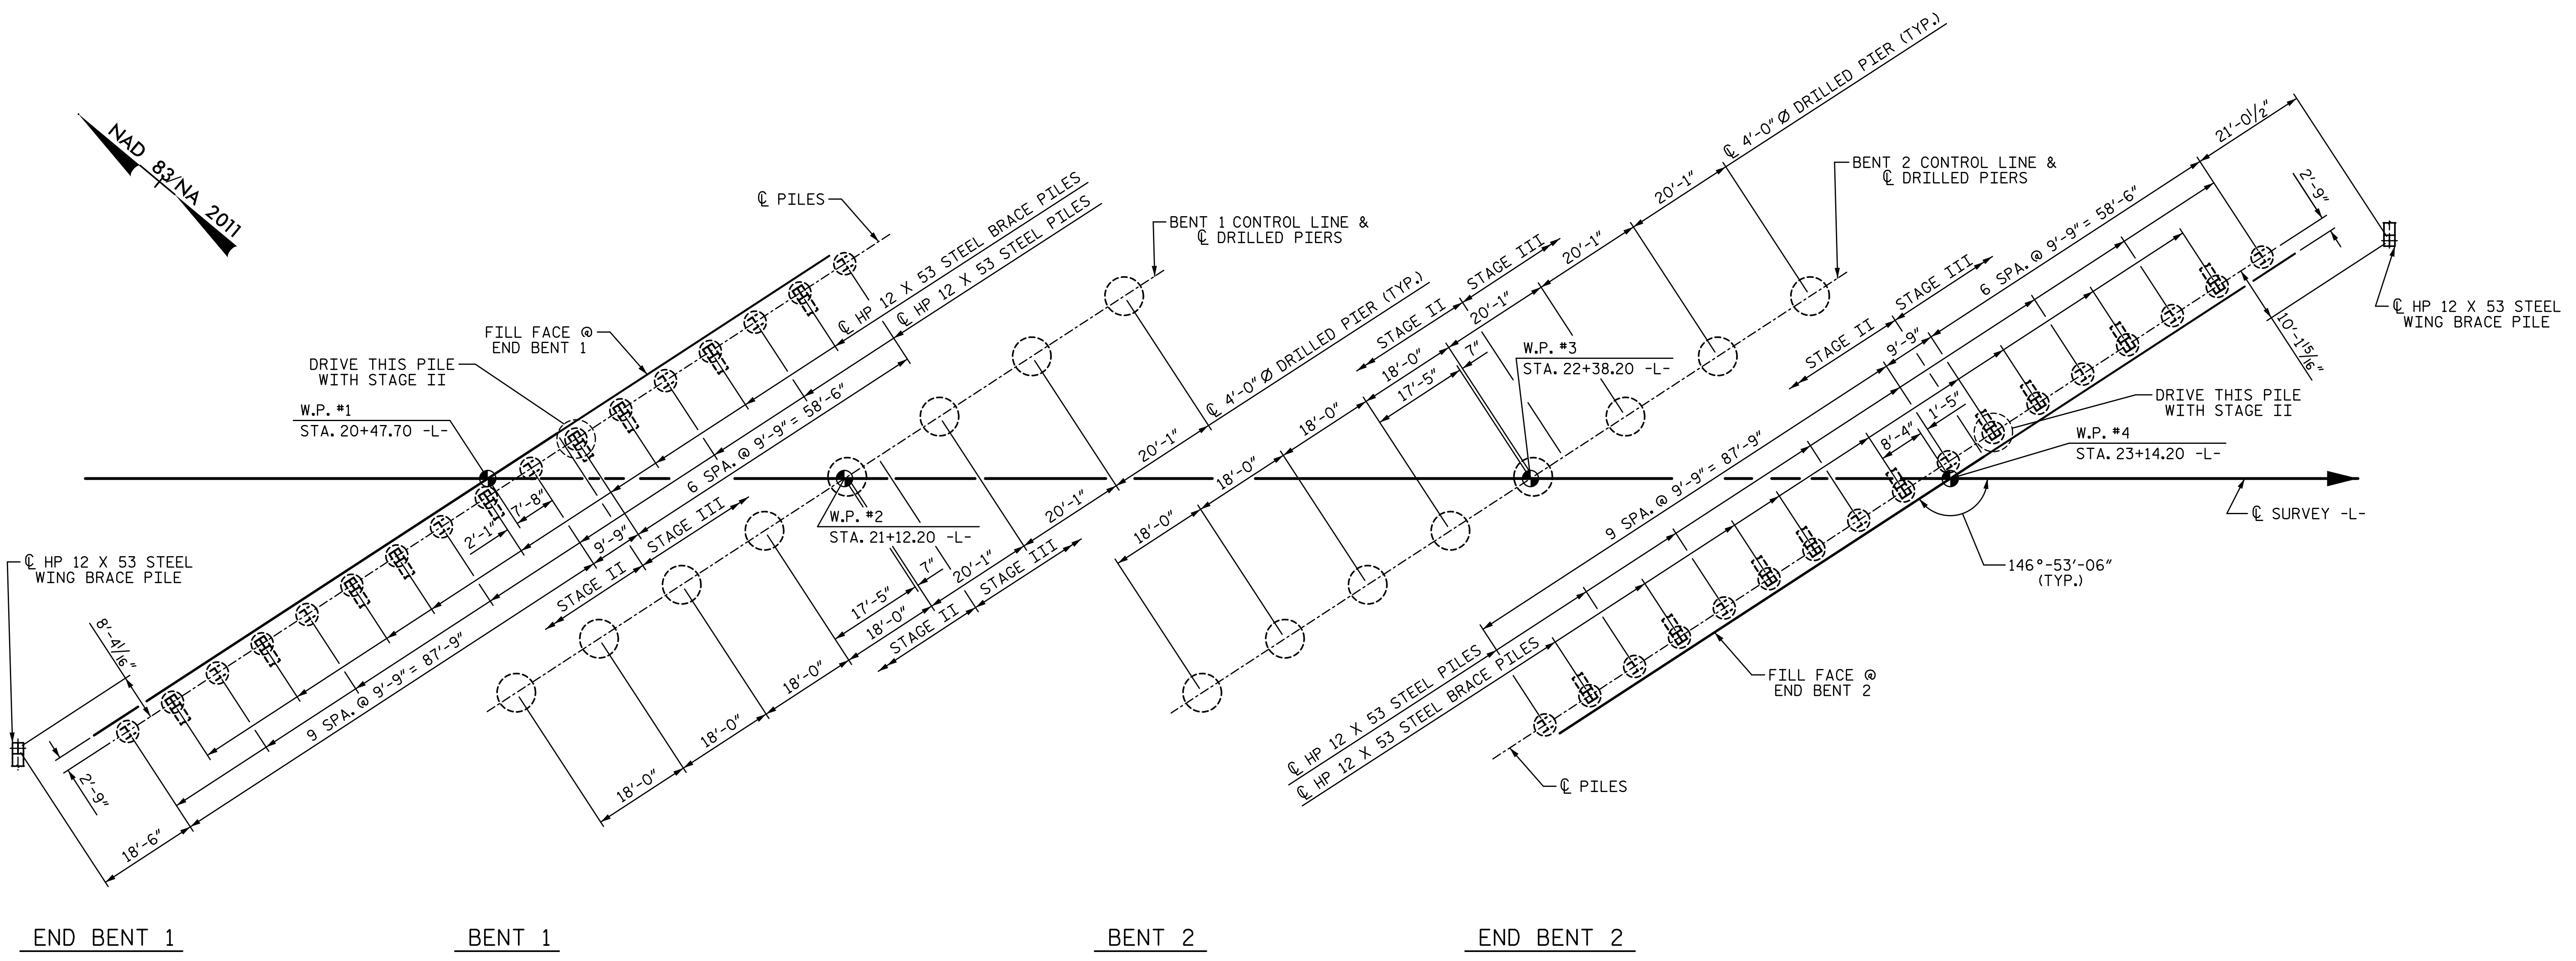 NAD 83/NA 2011
℄ PILES
FILL FACE @
END BENT 1
DRIVE THIS PILE
WITH STAGE II
W.P. #1
STA. 20+47.70 -L-
℄ HP 12 X 53 STEEL
WING BRACE PILE
8'-4 1/16"
2'-9"
18'-6"
9 SPA. @ 9'-9" = 87'-9"
9'-9"
6 SPA. @ 9'-9" = 58'-6"
2'-1"
7'-8"
STAGE II
STAGE III
℄ HP 12 X 53 STEEL BRACE PILES
℄ HP 12 X 53 STEEL PILES
BENT 1 CONTROL LINE &
℄ DRILLED PIERS
W.P. #2
STA. 21+12.20 -L-
18'-0"
18'-0"
18'-0"
18'-0"
17'-5"
7"
20'-1"
20'-1"
20'-1"
STAGE II
STAGE III
℄ 4'-0" Ø DRILLED PIER (TYP.)
18'-0"
18'-0"
18'-0"
18'-0"
17'-5"
7"
20'-1"
20'-1"
20'-1"
STAGE II
STAGE III
℄ 4'-0" Ø DRILLED PIER (TYP.)
BENT 2 CONTROL LINE &
℄ DRILLED PIERS
W.P. #3
STA. 22+38.20 -L-
9 SPA. @ 9'-9" = 87'-9"
9'-9"
6 SPA. @ 9'-9" = 58'-6"
21'-0 1/2"
2'-9"
10'-1 15/16"
STAGE II
STAGE III
8'-4"
1'-5"
℄ HP 12 X 53 STEEL
WING BRACE PILE
DRIVE THIS PILE
WITH STAGE II
W.P. #4
STA. 23+14.20 -L-
℄ SURVEY -L-
146°-53'-06"
(TYP.)
FILL FACE @
END BENT 2
℄ HP 12 X 53 STEEL PILES
℄ HP 12 X 53 STEEL BRACE PILES
℄ PILES
END BENT 1
BENT 1
BENT 2
END BENT 2